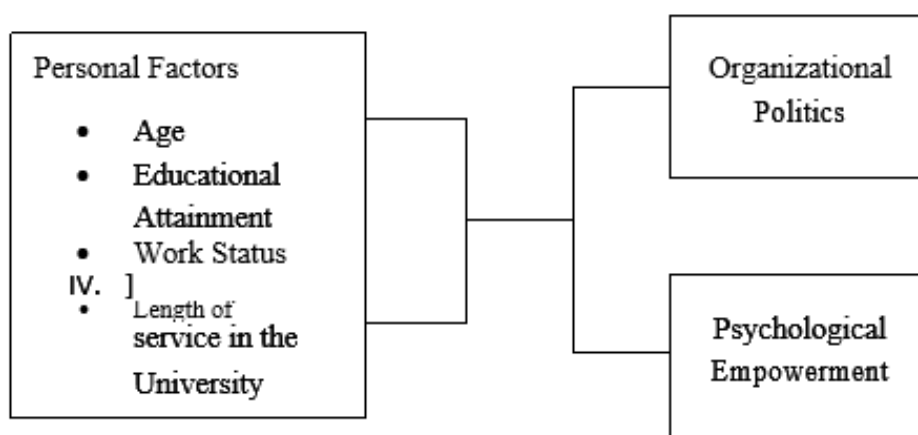 Personal Factors
• Age
• Educational
Attainment
• Work Status
IV. ]
• Length of
service in the
University
Organizational
Politics
Psychological
Empowerment